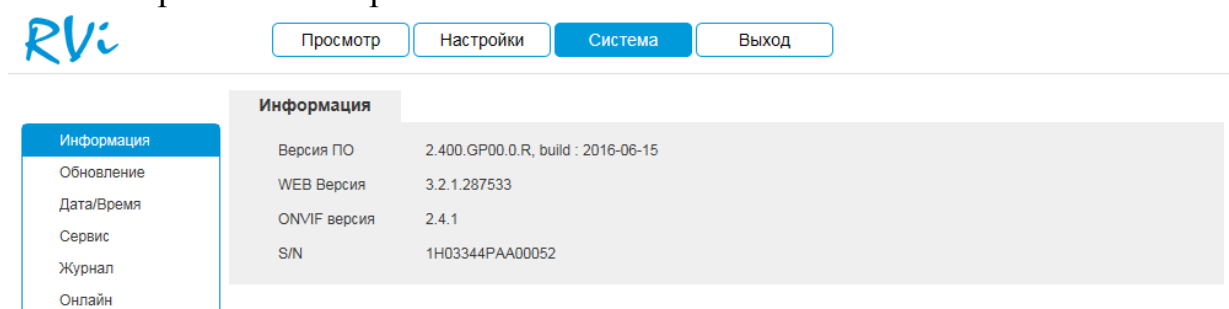 RVi
Просмотр Настройки Система Выход
Информация
Информация
Обновление
Дата/Время
Сервис
Журнал
Онлайн
Версия ПО 2.400.GP00.0.R, build : 2016-06-15
WEB Версия 3.2.1.287533
ONVIF версия 2.4.1
S/N 1H03344PAA00052